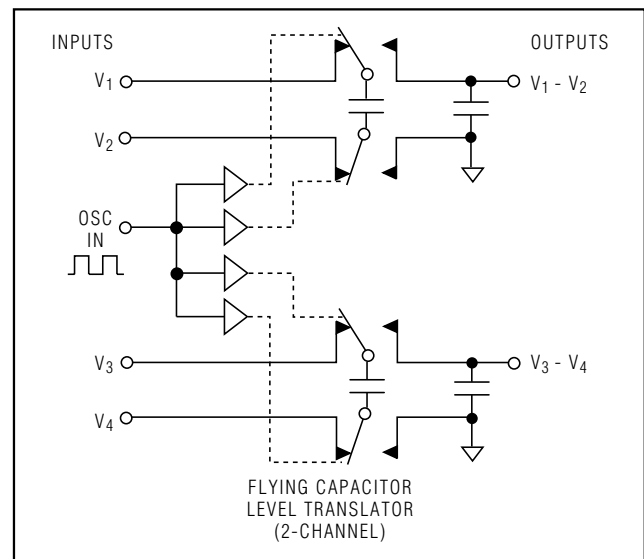 INPUTS
OUTPUTS
V1
V1 - V2
V2
OSC
IN
V3
V3 - V4
V4
FLYING CAPACITOR
LEVEL TRANSLATOR
(2-CHANNEL)